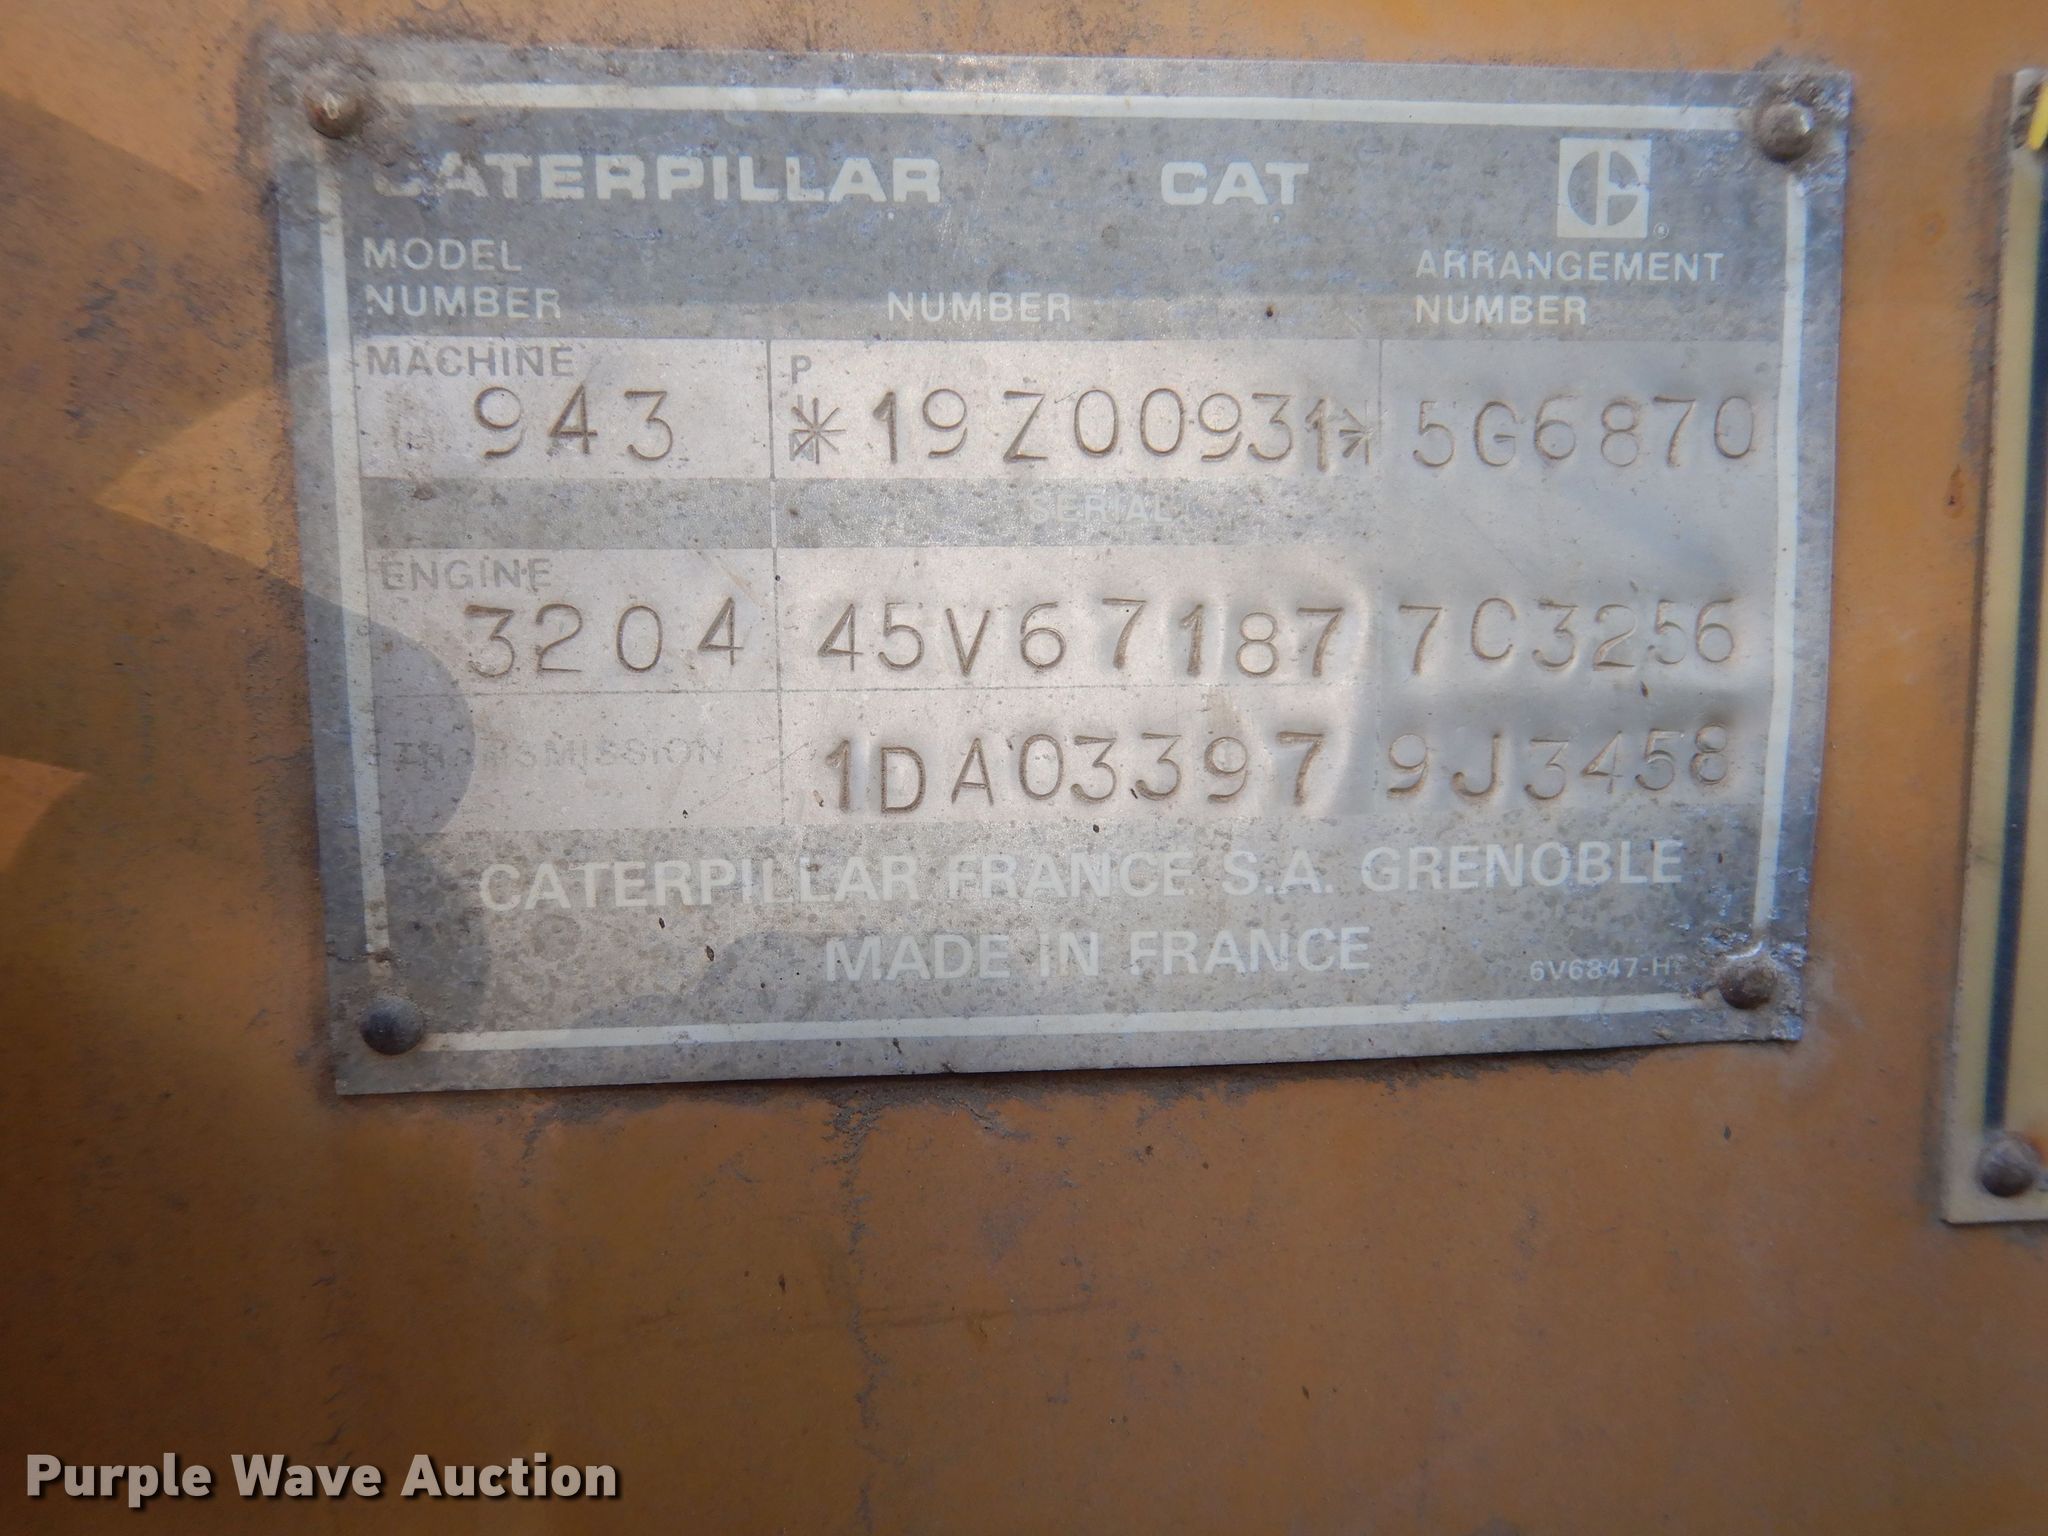 CATERPILLAR CAT
MODEL NUMBER NUMBER ARRANGEMENT NUMBER
MACHINE P
943 *19Z00931* 5G6870
SERIAL
ENGINE
3204 45V67187 7C3256
TRANSMISSION 1DA03397 9J3458
CATERPILLAR FRANCE S.A. GRENOBLE
MADE IN FRANCE
6V6847-H
Purple Wave Auction